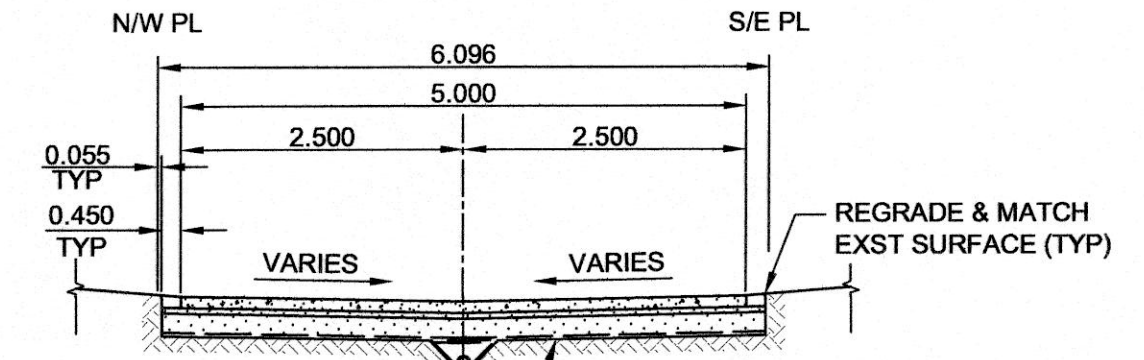 N/W PL
S/E PL
6.096
5.000
2.500
2.500
0.055
TYP
0.450
TYP
VARIES
VARIES
REGRADE & MATCH
EXST SURFACE (TYP)